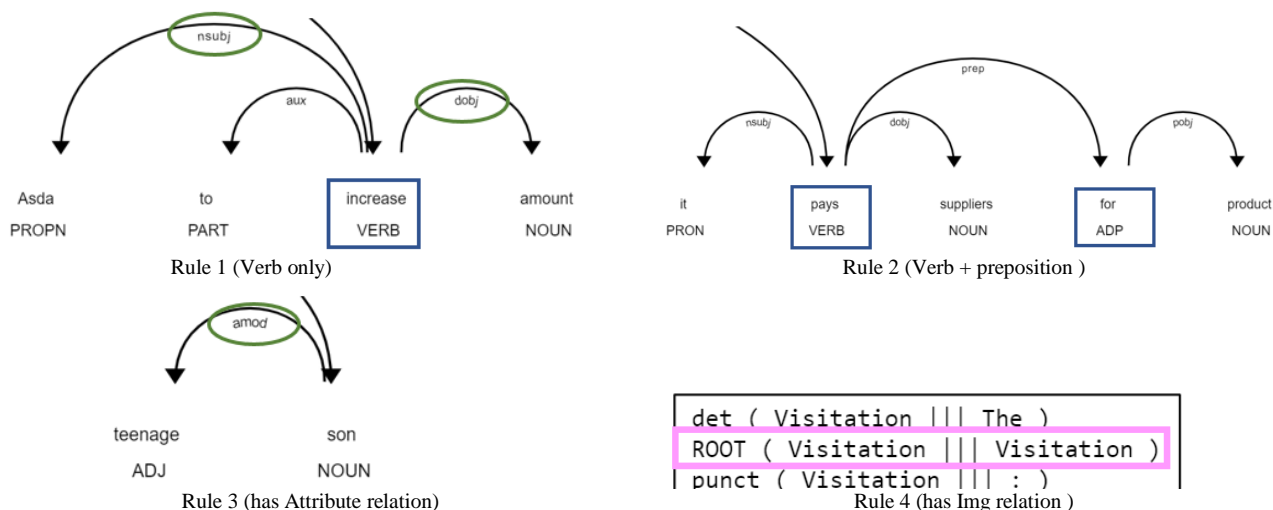 nsubj
aux
dobj
Asda to increase amount
PROPN PART VERB NOUN
Rule 1 (Verb only)
prep
nsubj dobj pobj
it pays suppliers for product
PRON VERB NOUN ADP NOUN
Rule 2 (Verb + preposition )
amod
teenage son
ADJ NOUN
Rule 3 (has Attribute relation)
det ( Visitation ||| The )
ROOT ( Visitation ||| Visitation )
punct ( Visitation ||| : )
Rule 4 (has Img relation )